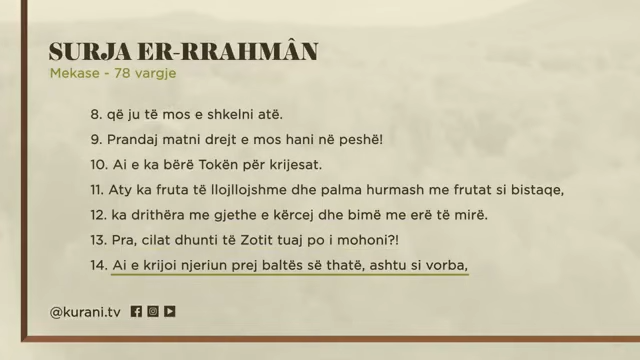 SURJA ER-RRAHMÂN
Mekase - 78 vargje
8. që ju të mos e shkelni atë.
9. Prandaj matni drejt e mos hani në peshë!
10. Ai e ka bërë Tokën për krijesat.
11. Aty ka fruta të llojllojshme dhe palma hurmash me frutat si bistaqe,
12. ka drithëra me gjethe e kërcej dhe bimë me erë të mirë.
13. Pra, cilat dhunti të Zotit tuaj po i mohoni?!
14. Ai e krijoi njeriun prej baltës së thatë, ashtu si vorba,
@kurani.tv